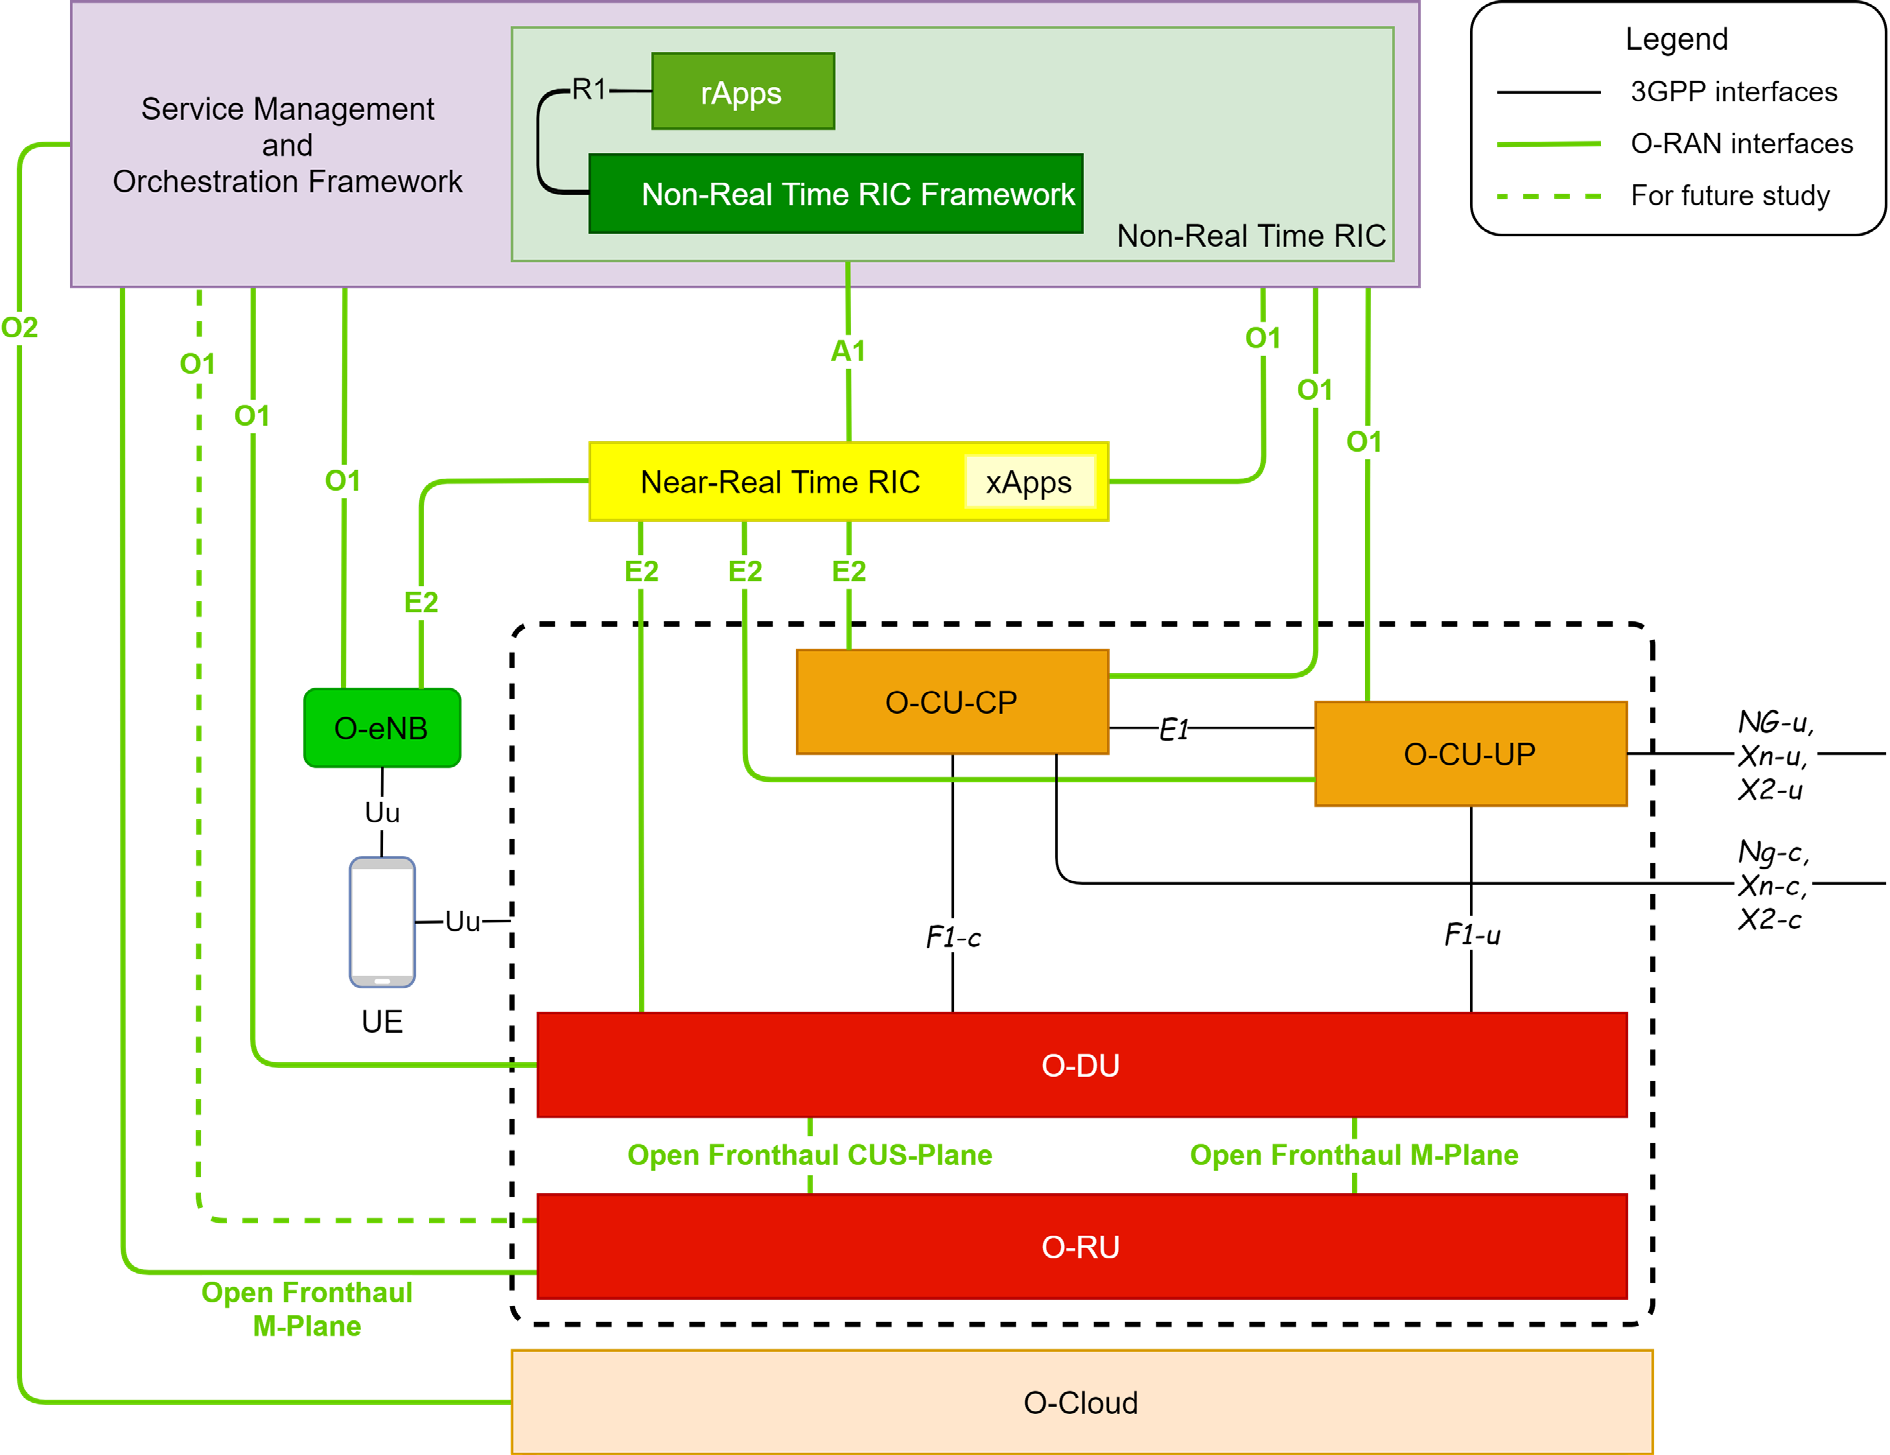 Legend
3GPP interfaces
O-RAN interfaces
For future study
Service Management
and
Orchestration Framework
R1
rApps
Non-Real Time RIC Framework
Non-Real Time RIC
O2
O1
O1
O1
A1
O1
O1
O1
Near-Real Time RIC
xApps
E2
E2
E2
E2
O-eNB
Uu
Uu
UE
O-CU-CP
E1
O-CU-UP
NG-u,
Xn-u,
X2-u
Ng-c,
Xn-c,
X2-c
F1-c
F1-u
O-DU
Open Fronthaul CUS-Plane
Open Fronthaul M-Plane
O-RU
Open Fronthaul
M-Plane
O-Cloud